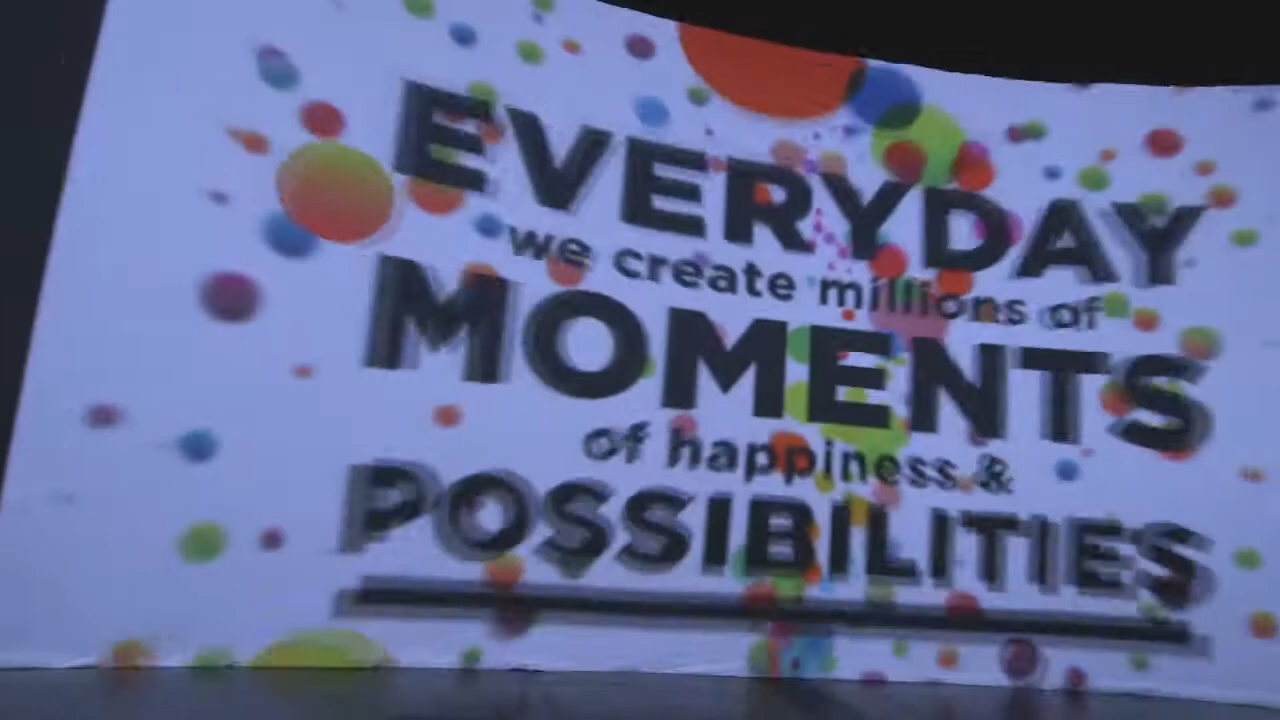 EVERYDAY
we create millions of
MOMENTS
of happiness &
POSSIBILITIES